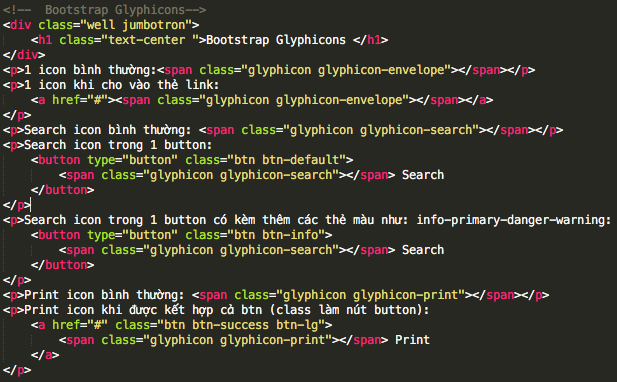 <!--  Bootstrap Glyphicons-->
<div class="well jumbotron">
    <h1 class="text-center ">Bootstrap Glyphicons </h1>
</div>
<p>1 icon bình thường:<span class="glyphicon glyphicon-envelope"></span></p>
<p>1 icon khi cho vào thẻ link:
    <a href="#"><span class="glyphicon glyphicon-envelope"></span></a>
</p>
<p>Search icon bình thường: <span class="glyphicon glyphicon-search"></span></p>
<p>Search icon trong 1 button:
    <button type="button" class="btn btn-default">
        <span class="glyphicon glyphicon-search"></span> Search
    </button>
</p>
<p>Search icon trong 1 button có kèm thêm các thẻ màu như: info-primary-danger-warning:
    <button type="button" class="btn btn-info">
        <span class="glyphicon glyphicon-search"></span> Search
    </button>
</p>
<p>Print icon bình thường: <span class="glyphicon glyphicon-print"></span></p>
<p>Print icon khi được kết hợp cả btn (class làm nút button):
    <a href="#" class="btn btn-success btn-lg">
        <span class="glyphicon glyphicon-print"></span> Print
    </a>
</p>